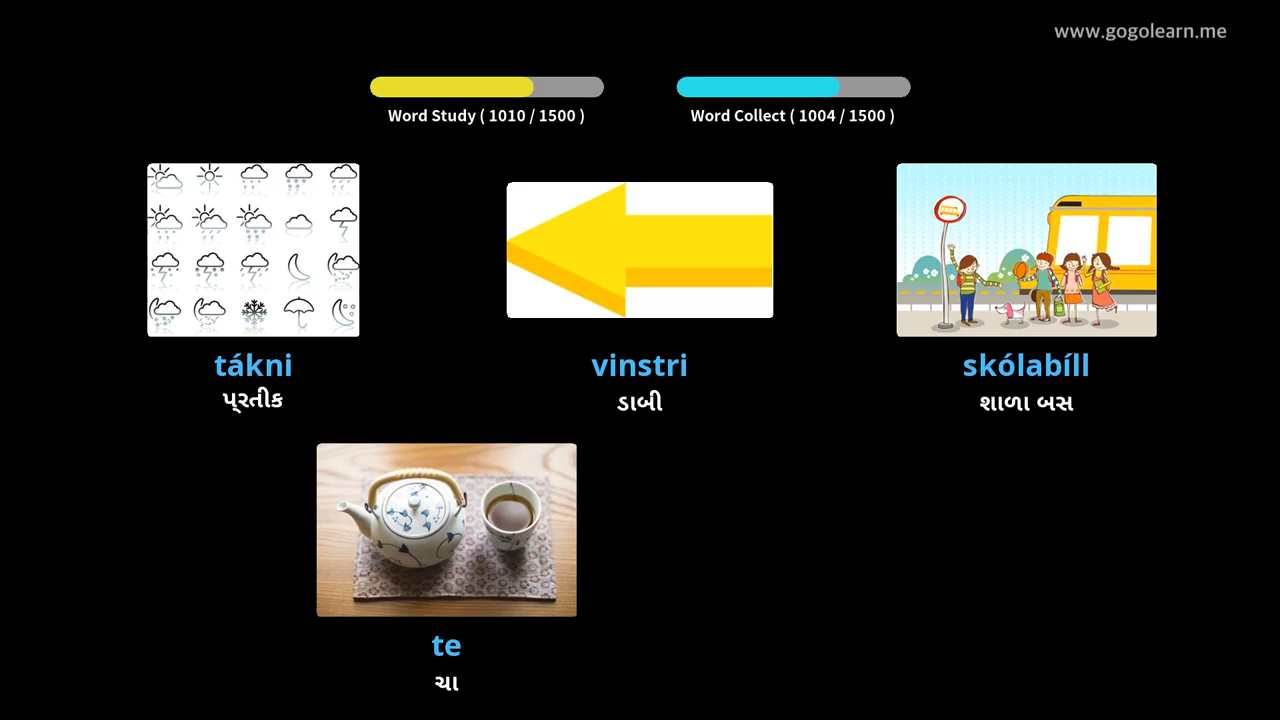 www.gogolearn.me
Word Study ( 1010 / 1500 )
Word Collect ( 1004 / 1500 )
tákni
પ્રતીક
vinstri
ડાબી
skólabíll
શાળા બસ
te
ચા